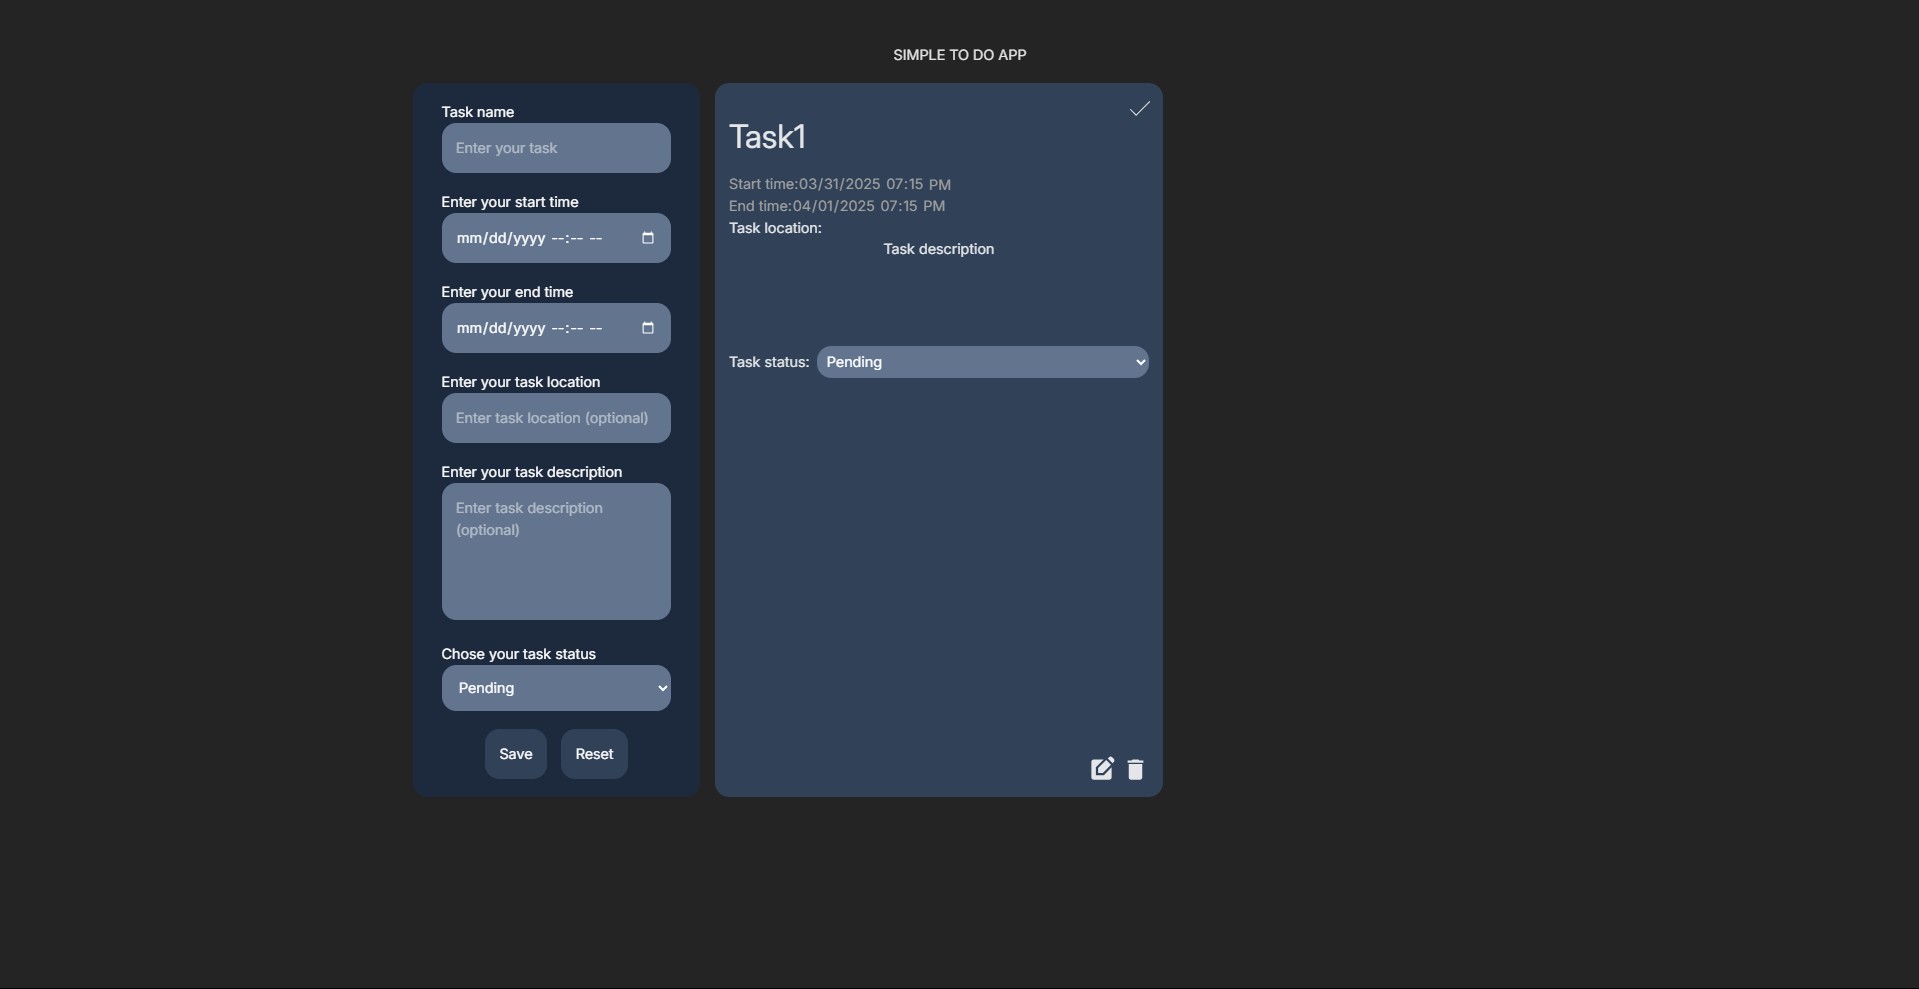 SIMPLE TO DO APP
Task name
Enter your task
Enter your start time
mm/dd/yyyy --:-- --
Enter your end time
mm/dd/yyyy --:-- --
Enter your task location
Enter task location (optional)
Enter your task description
Enter task description
(optional)
Chose your task status
Pending
Save Reset
Task1
Start time:03/31/2025 07:15 PM
End time:04/01/2025 07:15 PM
Task location:
Task description
Task status: Pending